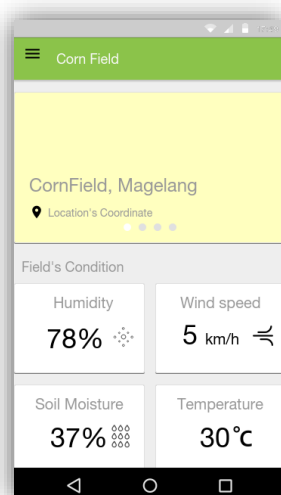 Corn Field
CornField, Magelang
Location's Coordinate
Field's Condition
Humidity
78%
Wind speed
5 km/h
Soil Moisture
37%
Temperature
30°C